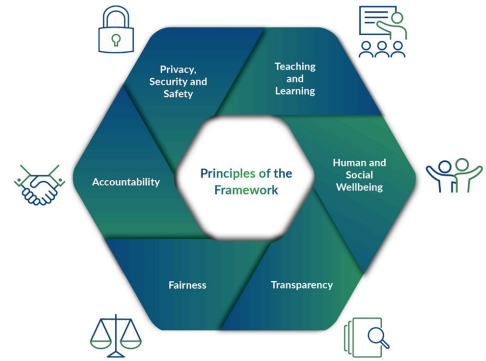 Privacy,
Security and
Safety
Teaching
and
Learning
Accountability
Principles of the
Framework
Human and
Social
Wellbeing
Fairness
Transparency